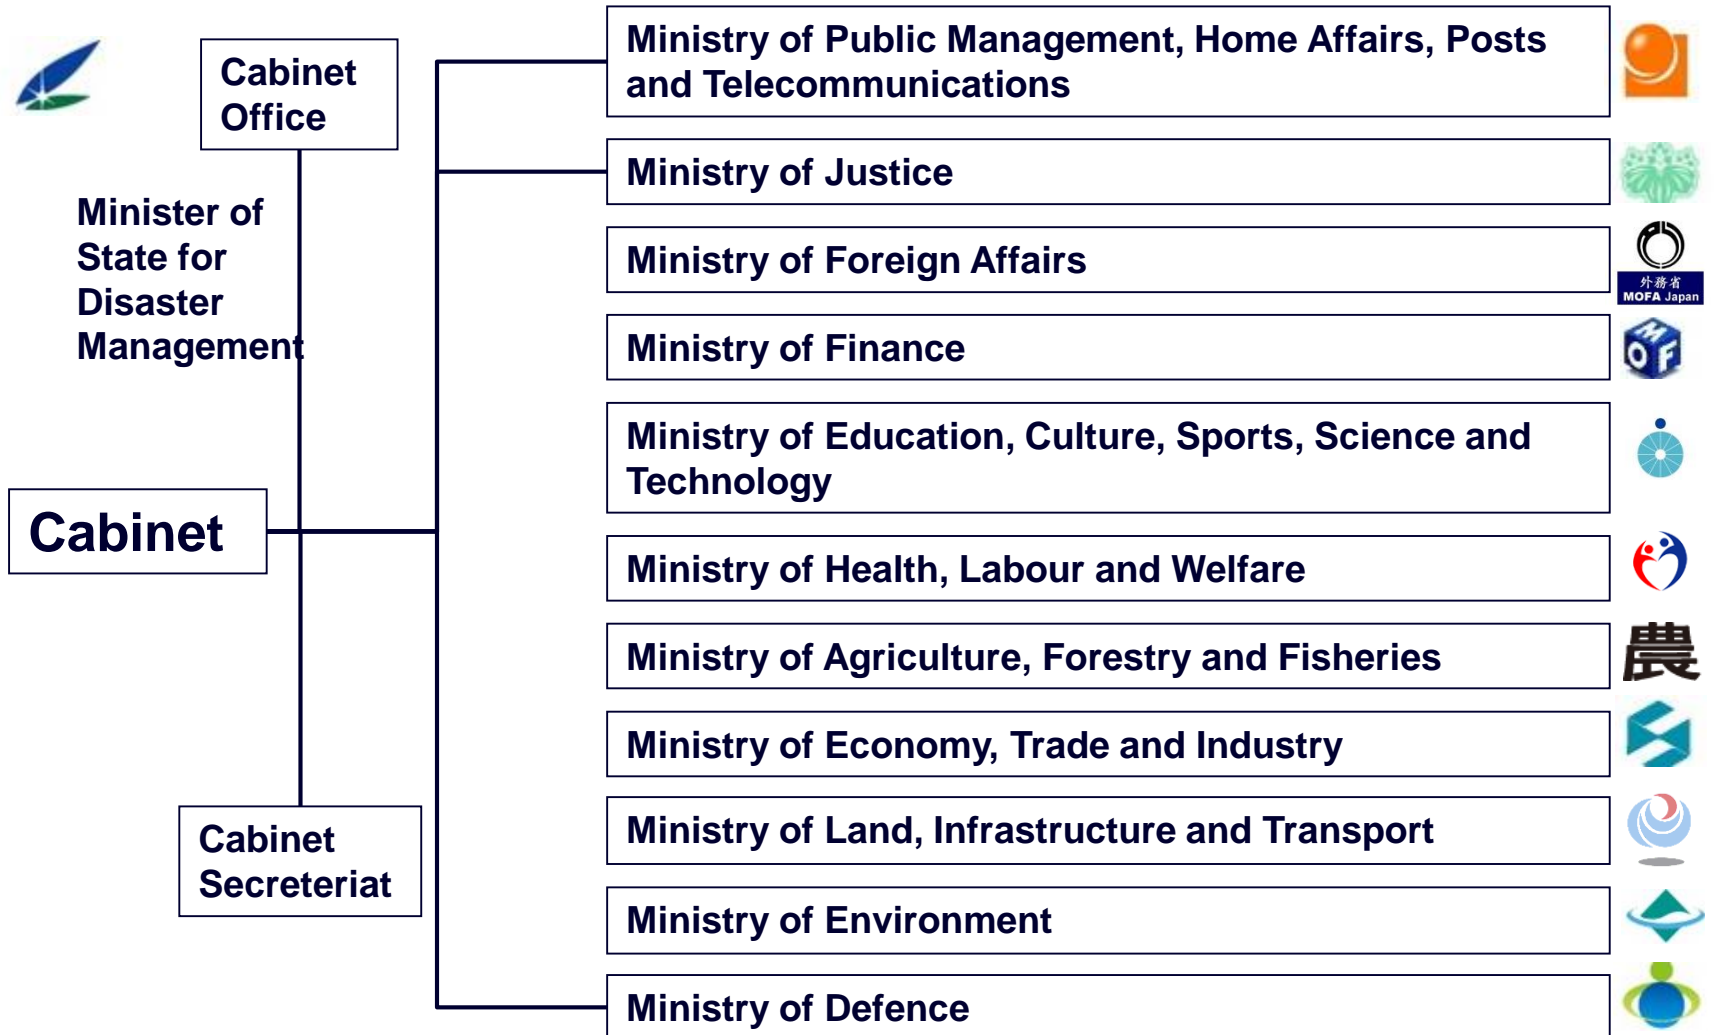 Cabinet
Office
Minister of
State for
Disaster
Management
Cabinet
Cabinet
Secreteriat
Ministry of Public Management, Home Affairs, Posts
and Telecommunications
Ministry of Justice
Ministry of Foreign Affairs
外務省
MOFA Japan
Ministry of Finance
M
O F
Ministry of Education, Culture, Sports, Science and
Technology
Ministry of Health, Labour and Welfare
Ministry of Agriculture, Forestry and Fisheries
農
Ministry of Economy, Trade and Industry
Ministry of Land, Infrastructure and Transport
Ministry of Environment
Ministry of Defence